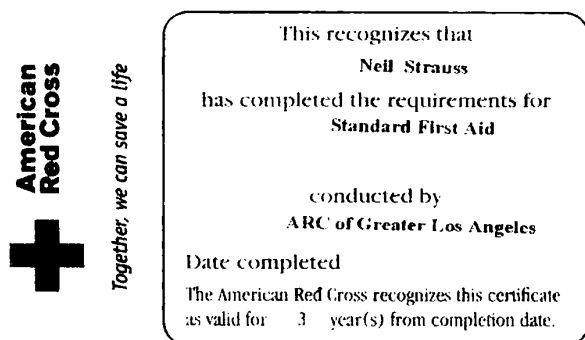 American
Red Cross
Together, we can save a life
This recognizes that
Neil Strauss
has completed the requirements for
Standard First Aid
conducted by
ARC of Greater Los Angeles
Date completed
The American Red Cross recognizes this certificate
as valid for 3 year(s) from completion date.